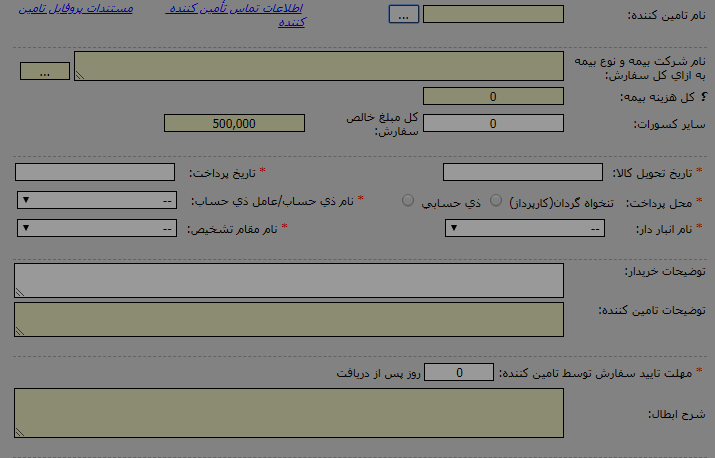 نام تامین کننده: ... اطلاعات تماس تأمین کننده مستندات پروفایل تامین کننده
نام شرکت بیمه و نوع بیمه به ازاي کل سفارش: ...
؟ کل هزینه بیمه: 0
سایر کسورات: 0 کل مبلغ خالص سفارش: 500,000
* تاریخ تحویل کالا: * تاریخ پرداخت:
* محل پرداخت: تنخواه گردان(کارپرداز) ذي حسابي * نام ذي حساب/عامل ذي حساب: --
* نام انبار دار: -- * نام مقام تشخیص: --
توضیحات خریدار:
توضیحات تامین کننده:
* مهلت تایید سفارش توسط تامین کننده: 0 روز پس از دریافت
شرح ابطال: